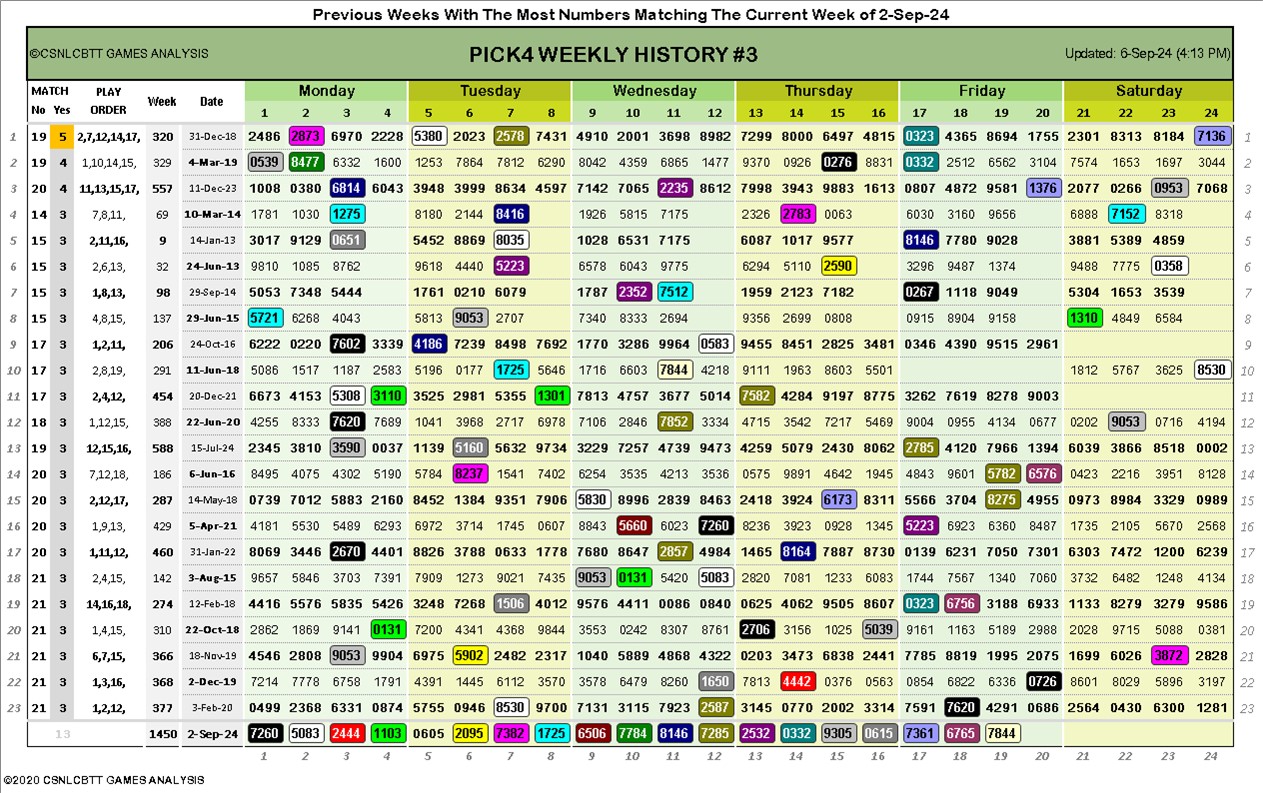 Previous Weeks With The Most Numbers Matching The Current Week of 2-Sep-24
©CSNLCBTT GAMES ANALYSIS PICK4 WEEKLY HISTORY #3 Updated: 6-Sep-24 (4:13 PM)
MATCH PLAY Week Date Monday Tuesday Wednesday Thursday Friday Saturday
No Yes ORDER 1 2 3 4 5 6 7 8 9 10 11 12 13 14 15 16 17 18 19 20 21 22 23 24
1 19 5 2,7,12,14,17, 320 31-Dec-18 2486 2873 6970 2228 5380 2023 2578 7431 4910 2001 3698 8982 7299 8000 6497 4815 0323 4365 8694 1755 2301 8313 8184 7136 1
2 19 4 1,10,14,15, 329 4-Mar-19 0539 8477 6332 1600 1253 7864 7812 6290 8042 4359 6865 1477 9370 0926 0276 8831 0332 2512 6562 3104 7574 1653 1697 3044 2
3 20 4 11,13,15,17, 557 11-Dec-23 1008 0380 6814 6043 3948 3999 8634 4597 7142 7065 2235 8612 7998 3943 9883 1613 0807 4872 9581 1376 2077 0266 0953 7068 3
4 14 3 7,8,11, 69 10-Mar-14 1781 1030 1275 8180 2144 8416 1926 5815 7175 2326 2783 0063 6030 3160 9656 6888 7152 8318 4
5 15 3 2,11,16, 9 14-Jan-13 3017 9129 0651 5452 8869 8035 1028 6531 7175 6087 1017 9577 8146 7780 9028 3881 5389 4859 5
6 15 3 2,6,13, 32 24-Jun-13 9810 1085 8762 9618 4440 5223 6578 6043 9775 6294 5110 2590 3296 9487 1374 9488 7775 0358 6
7 15 3 1,8,13, 98 29-Sep-14 5053 7348 5444 1761 0210 6079 1787 2352 7512 1959 2123 7182 0267 1118 9049 5304 1653 3539 7
8 15 3 4,8,15, 137 29-Jun-15 5721 6268 4043 5813 9053 2707 7340 8333 2694 9356 2699 0808 0915 8904 9158 1310 4849 6584 8
9 17 3 1,2,11, 206 24-Oct-16 6222 0220 7602 3339 4186 7239 8498 7692 1770 3286 9964 0583 9455 8451 2825 3481 0346 4390 9515 2961 9
10 17 3 2,8,19, 291 11-Jun-18 5086 1517 1187 2583 5196 0177 1725 5646 1716 6603 7844 4218 9111 1963 8603 5501 1812 5767 3625 8530 10
11 17 3 2,4,12, 454 20-Dec-21 6673 4153 5308 3110 3525 2981 5355 1301 7813 4757 3677 5014 7582 4284 9197 8775 3262 7619 8278 9003 11
12 18 3 1,12,15, 388 22-Jun-20 4255 8333 7620 7689 1041 3968 2717 6978 7106 2846 7852 3334 4715 3542 7217 5469 9004 0955 4134 0677 0202 9053 0716 4194 12
13 19 3 12,15,16, 588 15-Jul-24 2345 3810 3590 0037 1139 5160 5632 9734 3229 7257 4739 9473 4259 5079 2430 8062 2785 4120 7966 1394 6039 3866 8518 0002 13
14 20 3 7,12,18, 186 6-Jun-16 8495 4075 4302 5190 5784 8237 1541 7402 6254 3535 4213 3536 0575 9891 4642 1945 4843 9601 5782 6576 0423 2216 3951 8128 14
15 20 3 2,12,17, 287 14-May-18 0739 7012 5883 2160 8452 1384 9351 7906 5830 8996 2839 8463 2418 3924 6173 8311 5566 3704 8275 4955 0973 8984 3329 0989 15
16 20 3 1,9,13, 429 5-Apr-21 4181 5530 5489 6293 6972 3714 1745 0607 8843 5660 6023 7260 8236 3923 0928 1345 5223 6923 6360 8487 1735 2105 5670 2568 16
17 20 3 1,11,12, 460 31-Jan-22 8069 3446 2670 4401 8826 3788 0633 1778 7680 8647 2857 4984 1465 8164 7887 8730 0139 6231 7050 7301 6303 7472 1200 6239 17
18 21 3 2,4,15, 142 3-Aug-15 9657 5846 3703 7391 7909 1273 9021 7435 9053 0131 5420 5083 2820 7081 1233 6083 1744 7567 1340 7060 3732 6482 1248 4134 18
19 21 3 14,16,18, 274 12-Feb-18 4416 5576 5835 5426 3248 7268 1506 4012 9576 4411 0086 0840 0625 4062 9505 8607 0323 6756 3188 6933 1133 8279 3279 9586 19
20 21 3 1,4,15, 310 22-Oct-18 2862 1869 9141 0131 7200 4341 4368 9844 3553 0242 8307 8761 2706 3156 1025 5039 9161 1163 5189 2988 2028 9715 5088 0381 20
21 21 3 6,7,15, 366 18-Nov-19 4546 2808 9053 9904 6975 5902 2482 2317 1040 5889 4868 4322 0203 3473 6838 2441 7785 8819 1995 2075 1699 6026 3872 2828 21
22 21 3 1,3,16, 368 2-Dec-19 7214 7778 6758 1791 4391 1445 6112 3570 3578 6479 8260 1650 7813 4442 0376 0563 0854 6822 6336 0726 8601 8029 5896 3197 22
23 21 3 1,2,12, 377 3-Feb-20 0499 2368 6331 0874 5755 0946 8530 9700 7131 3115 7923 2587 3145 0770 2002 3314 7591 7620 4291 0686 2564 0430 6300 1281 23
13 1450 2-Sep-24 7260 5083 2444 1103 0605 2095 7382 1725 6506 7784 8146 7285 2532 0332 9305 0615 7361 6765 7844
1 2 3 4 5 6 7 8 9 10 11 12 13 14 15 16 17 18 19 20 21 22 23 24
©2020 CSNLCBTT GAMES ANALYSIS